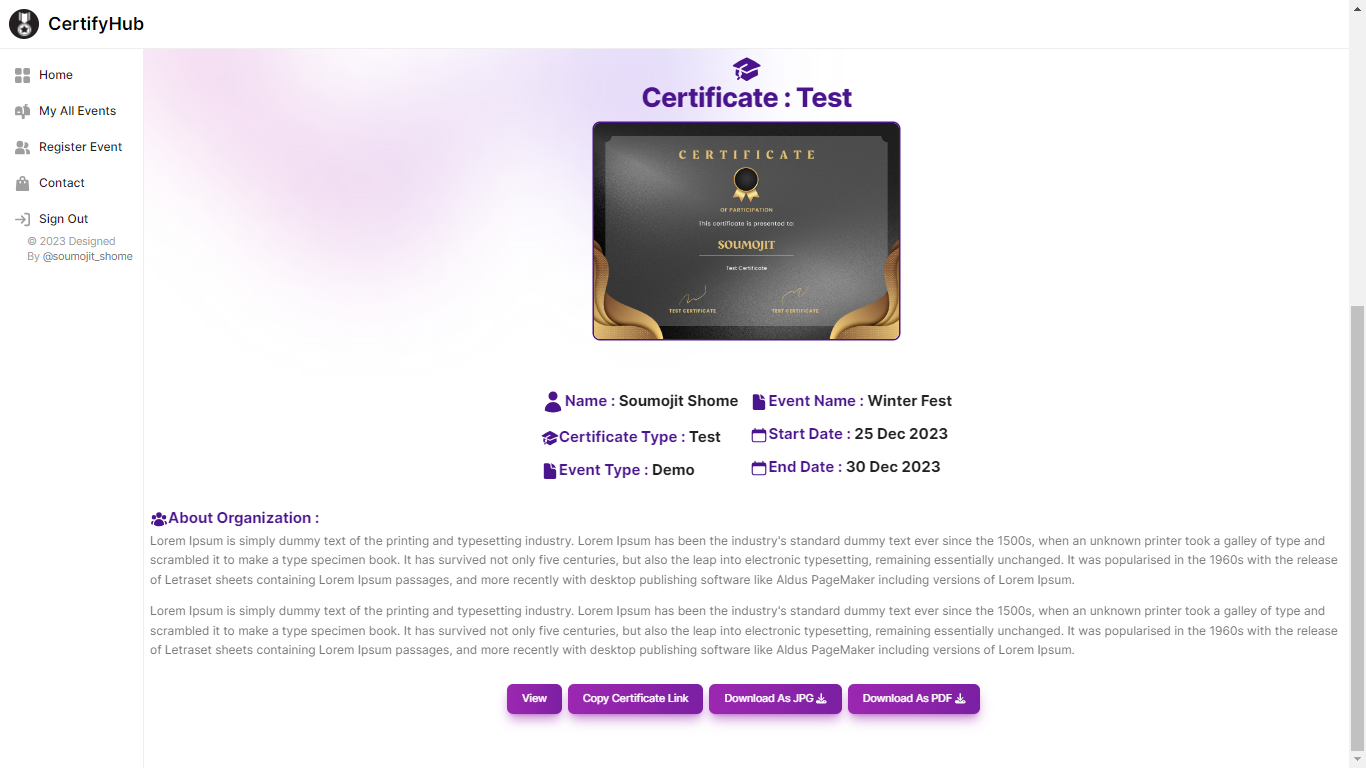 CertifyHub
Home
My All Events
Register Event
Contact
Sign Out
© 2023 Designed
By @soumojit_shome
Certificate : Test
CERTIFICATE
OF PARTICIPATION
This certificate is presented to:
SOUMOJIT
Test Certificate
TEST CERTIFICATE TEST CERTIFICATE
Name : Soumojit Shome
Event Name : Winter Fest
Certificate Type : Test
Start Date : 25 Dec 2023
Event Type : Demo
End Date : 30 Dec 2023
About Organization :
Lorem Ipsum is simply dummy text of the printing and typesetting industry. Lorem Ipsum has been the industry's standard dummy text ever since the 1500s, when an unknown printer took a galley of type and
scrambled it to make a type specimen book. It has survived not only five centuries, but also the leap into electronic typesetting, remaining essentially unchanged. It was popularised in the 1960s with the release
of Letraset sheets containing Lorem Ipsum passages, and more recently with desktop publishing software like Aldus PageMaker including versions of Lorem Ipsum.
Lorem Ipsum is simply dummy text of the printing and typesetting industry. Lorem Ipsum has been the industry's standard dummy text ever since the 1500s, when an unknown printer took a galley of type and
scrambled it to make a type specimen book. It has survived not only five centuries, but also the leap into electronic typesetting, remaining essentially unchanged. It was popularised in the 1960s with the release
of Letraset sheets containing Lorem Ipsum passages, and more recently with desktop publishing software like Aldus PageMaker including versions of Lorem Ipsum.
View
Copy Certificate Link
Download As JPG
Download As PDF